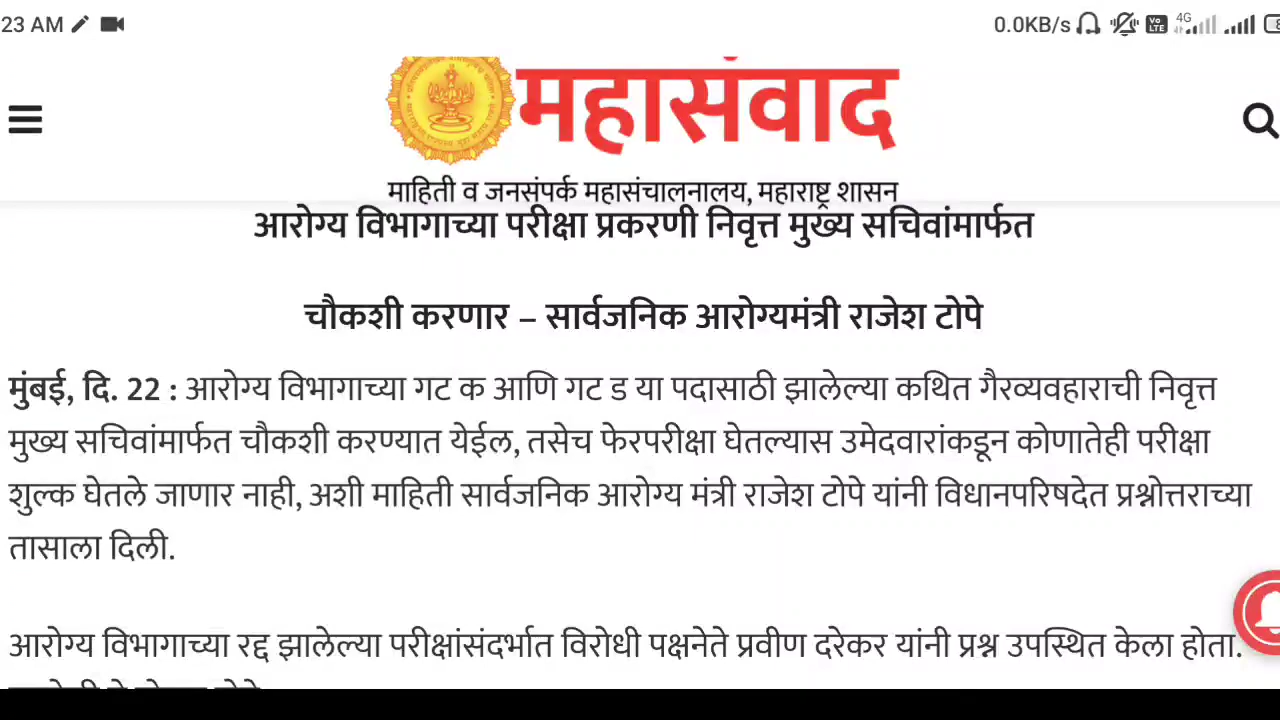 23 AM
0.0KB/s
Vo LTE
4G
महासंवाद
माहिती व जनसंपर्क महासंचालनालय, महाराष्ट्र शासन
आरोग्य विभागाच्या परीक्षा प्रकरणी निवृत्त मुख्य सचिवांमार्फत
चौकशी करणार – सार्वजनिक आरोग्यमंत्री राजेश टोपे
मुंबई, दि. 22 : आरोग्य विभागाच्या गट क आणि गट ड या पदासाठी झालेल्या कथित गैरव्यवहाराची निवृत्त
मुख्य सचिवांमार्फत चौकशी करण्यात येईल, तसेच फेरपरीक्षा घेतल्यास उमेदवारांकडून कोणातेही परीक्षा
शुल्क घेतले जाणार नाही, अशी माहिती सार्वजनिक आरोग्य मंत्री राजेश टोपे यांनी विधानपरिषदेत प्रश्नोत्तराच्या
तासाला दिली.
आरोग्य विभागाच्या रद्द झालेल्या परीक्षांसंदर्भात विरोधी पक्षनेते प्रवीण दरेकर यांनी प्रश्न उपस्थित केला होता.